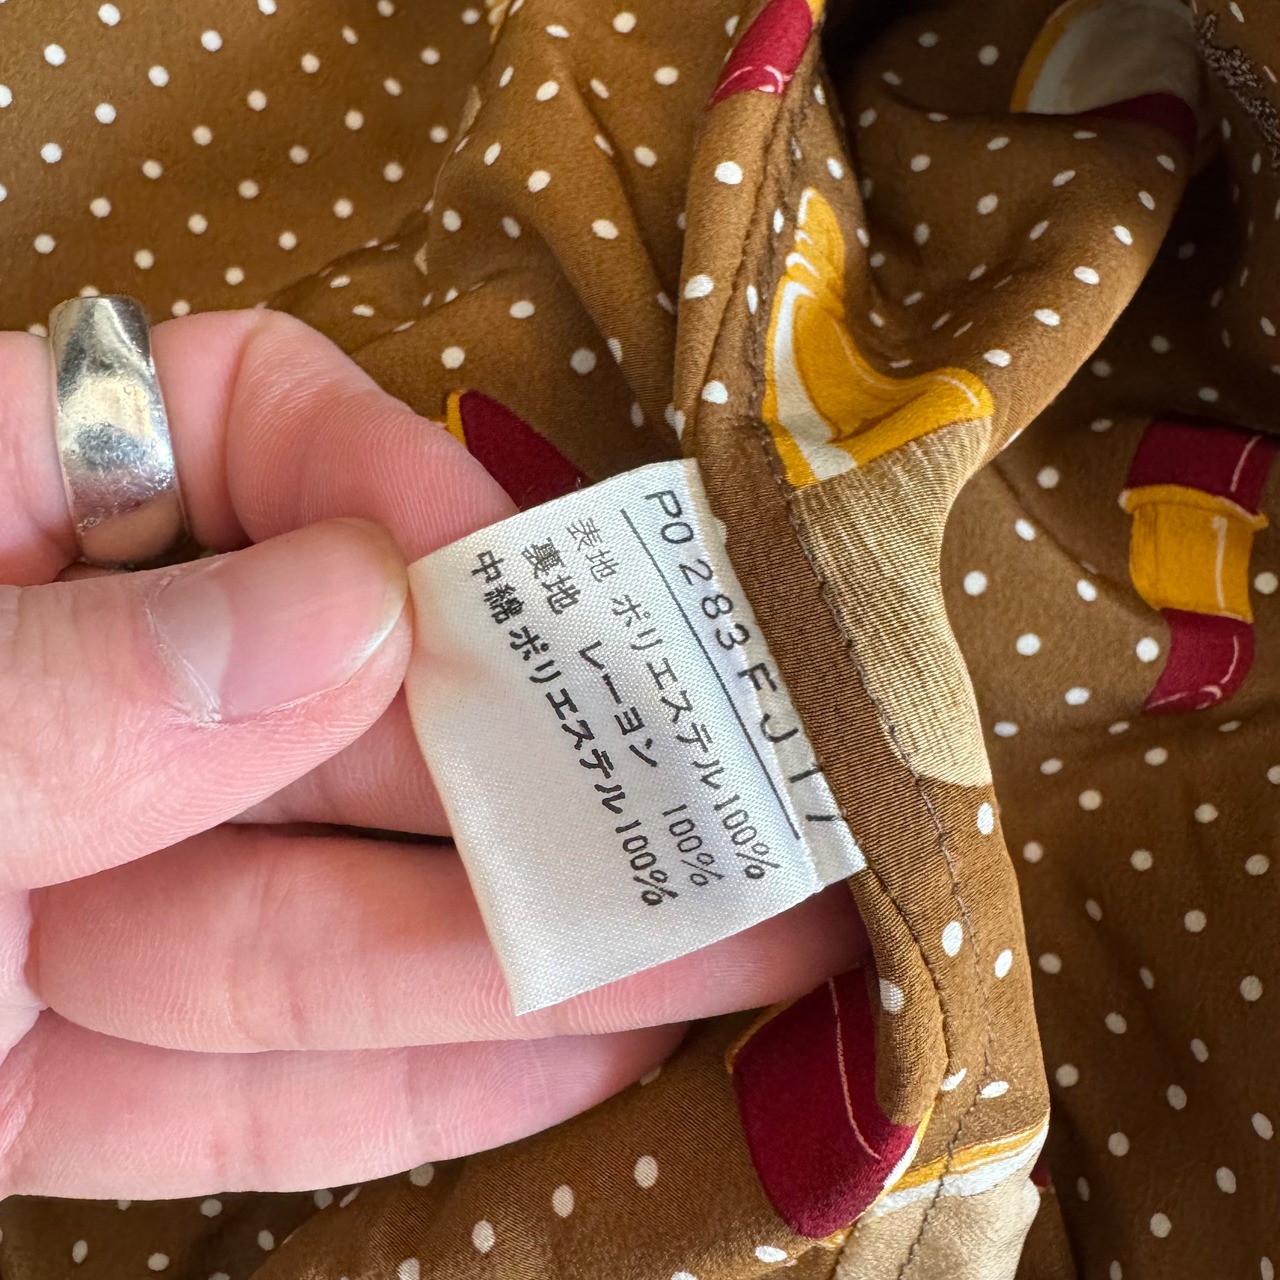 P0283FJ17
表地 ポリエステル100%
裏地 レーヨン 100%
中綿 ポリエステル100%